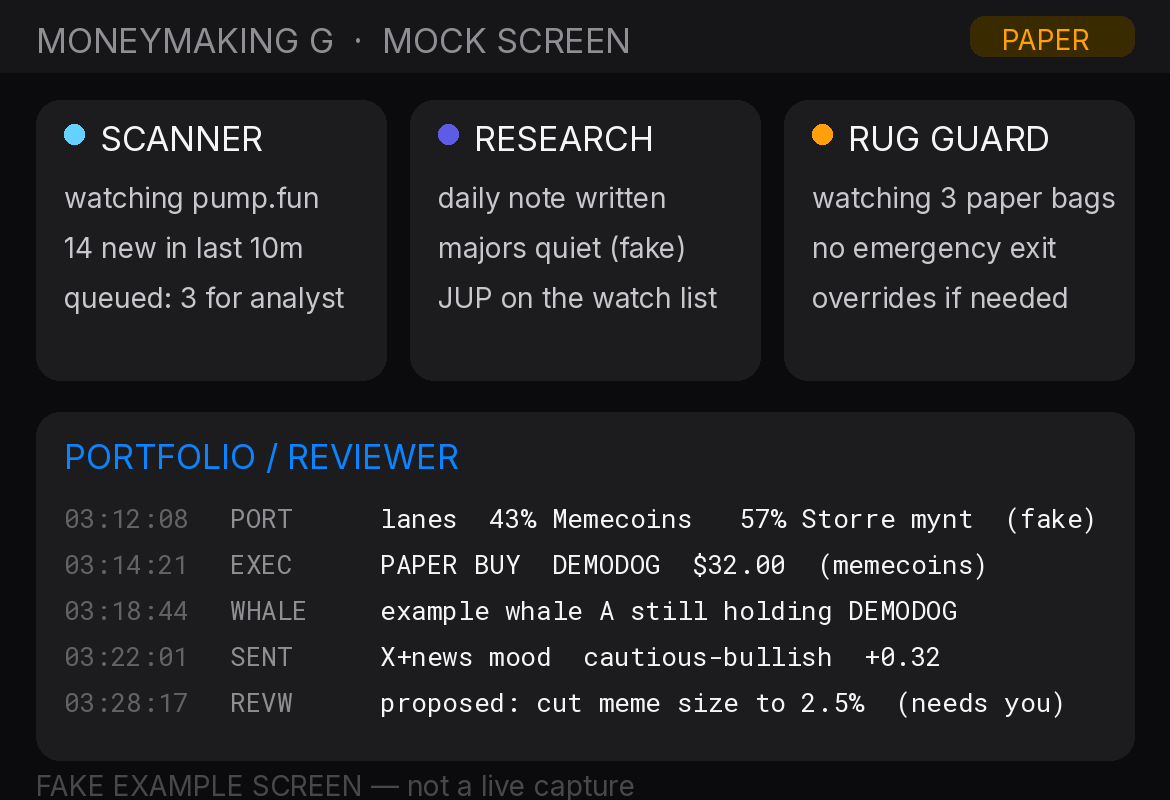 MONEYMAKING G · MOCK SCREEN
PAPER
SCANNER
watching pump.fun
14 new in last 10m
queued: 3 for analyst
RESEARCH
daily note written
majors quiet (fake)
JUP on the watch list
RUG GUARD
watching 3 paper bags
no emergency exit
overrides if needed
PORTFOLIO / REVIEWER
03:12:08 PORT lanes 43% Memecoins 57% Storre mynt (fake)
03:14:21 EXEC PAPER BUY DEMODOG $32.00 (memecoins)
03:18:44 WHALE example whale A still holding DEMODOG
03:22:01 SENT X+news mood cautious-bullish +0.32
03:28:17 REVW proposed: cut meme size to 2.5% (needs you)
FAKE EXAMPLE SCREEN — not a live capture